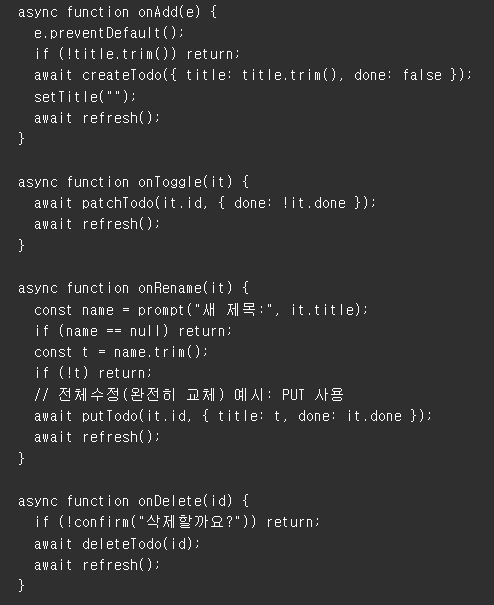 async function onAdd(e) {
  e.preventDefault();
  if (!title.trim()) return;
  await createTodo({ title: title.trim(), done: false });
  setTitle("");
  await refresh();
}

async function onToggle(it) {
  await patchTodo(it.id, { done: !it.done });
  await refresh();
}

async function onRename(it) {
  const name = prompt("새 제목:", it.title);
  if (name == null) return;
  const t = name.trim();
  if (!t) return;
  // 전체수정(완전히 교체) 예시: PUT 사용
  await putTodo(it.id, { title: t, done: it.done });
  await refresh();
}

async function onDelete(id) {
  if (!confirm("삭제할까요?")) return;
  await deleteTodo(id);
  await refresh();
}